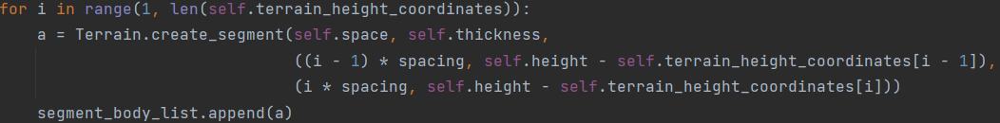 for i in range(1, len(self.terrain_height_coordinates)):
    a = Terrain.create_segment(self.space, self.thickness,
                               ((i - 1) * spacing, self.height - self.terrain_height_coordinates[i - 1]),
                               (i * spacing, self.height - self.terrain_height_coordinates[i]))
    segment_body_list.append(a)